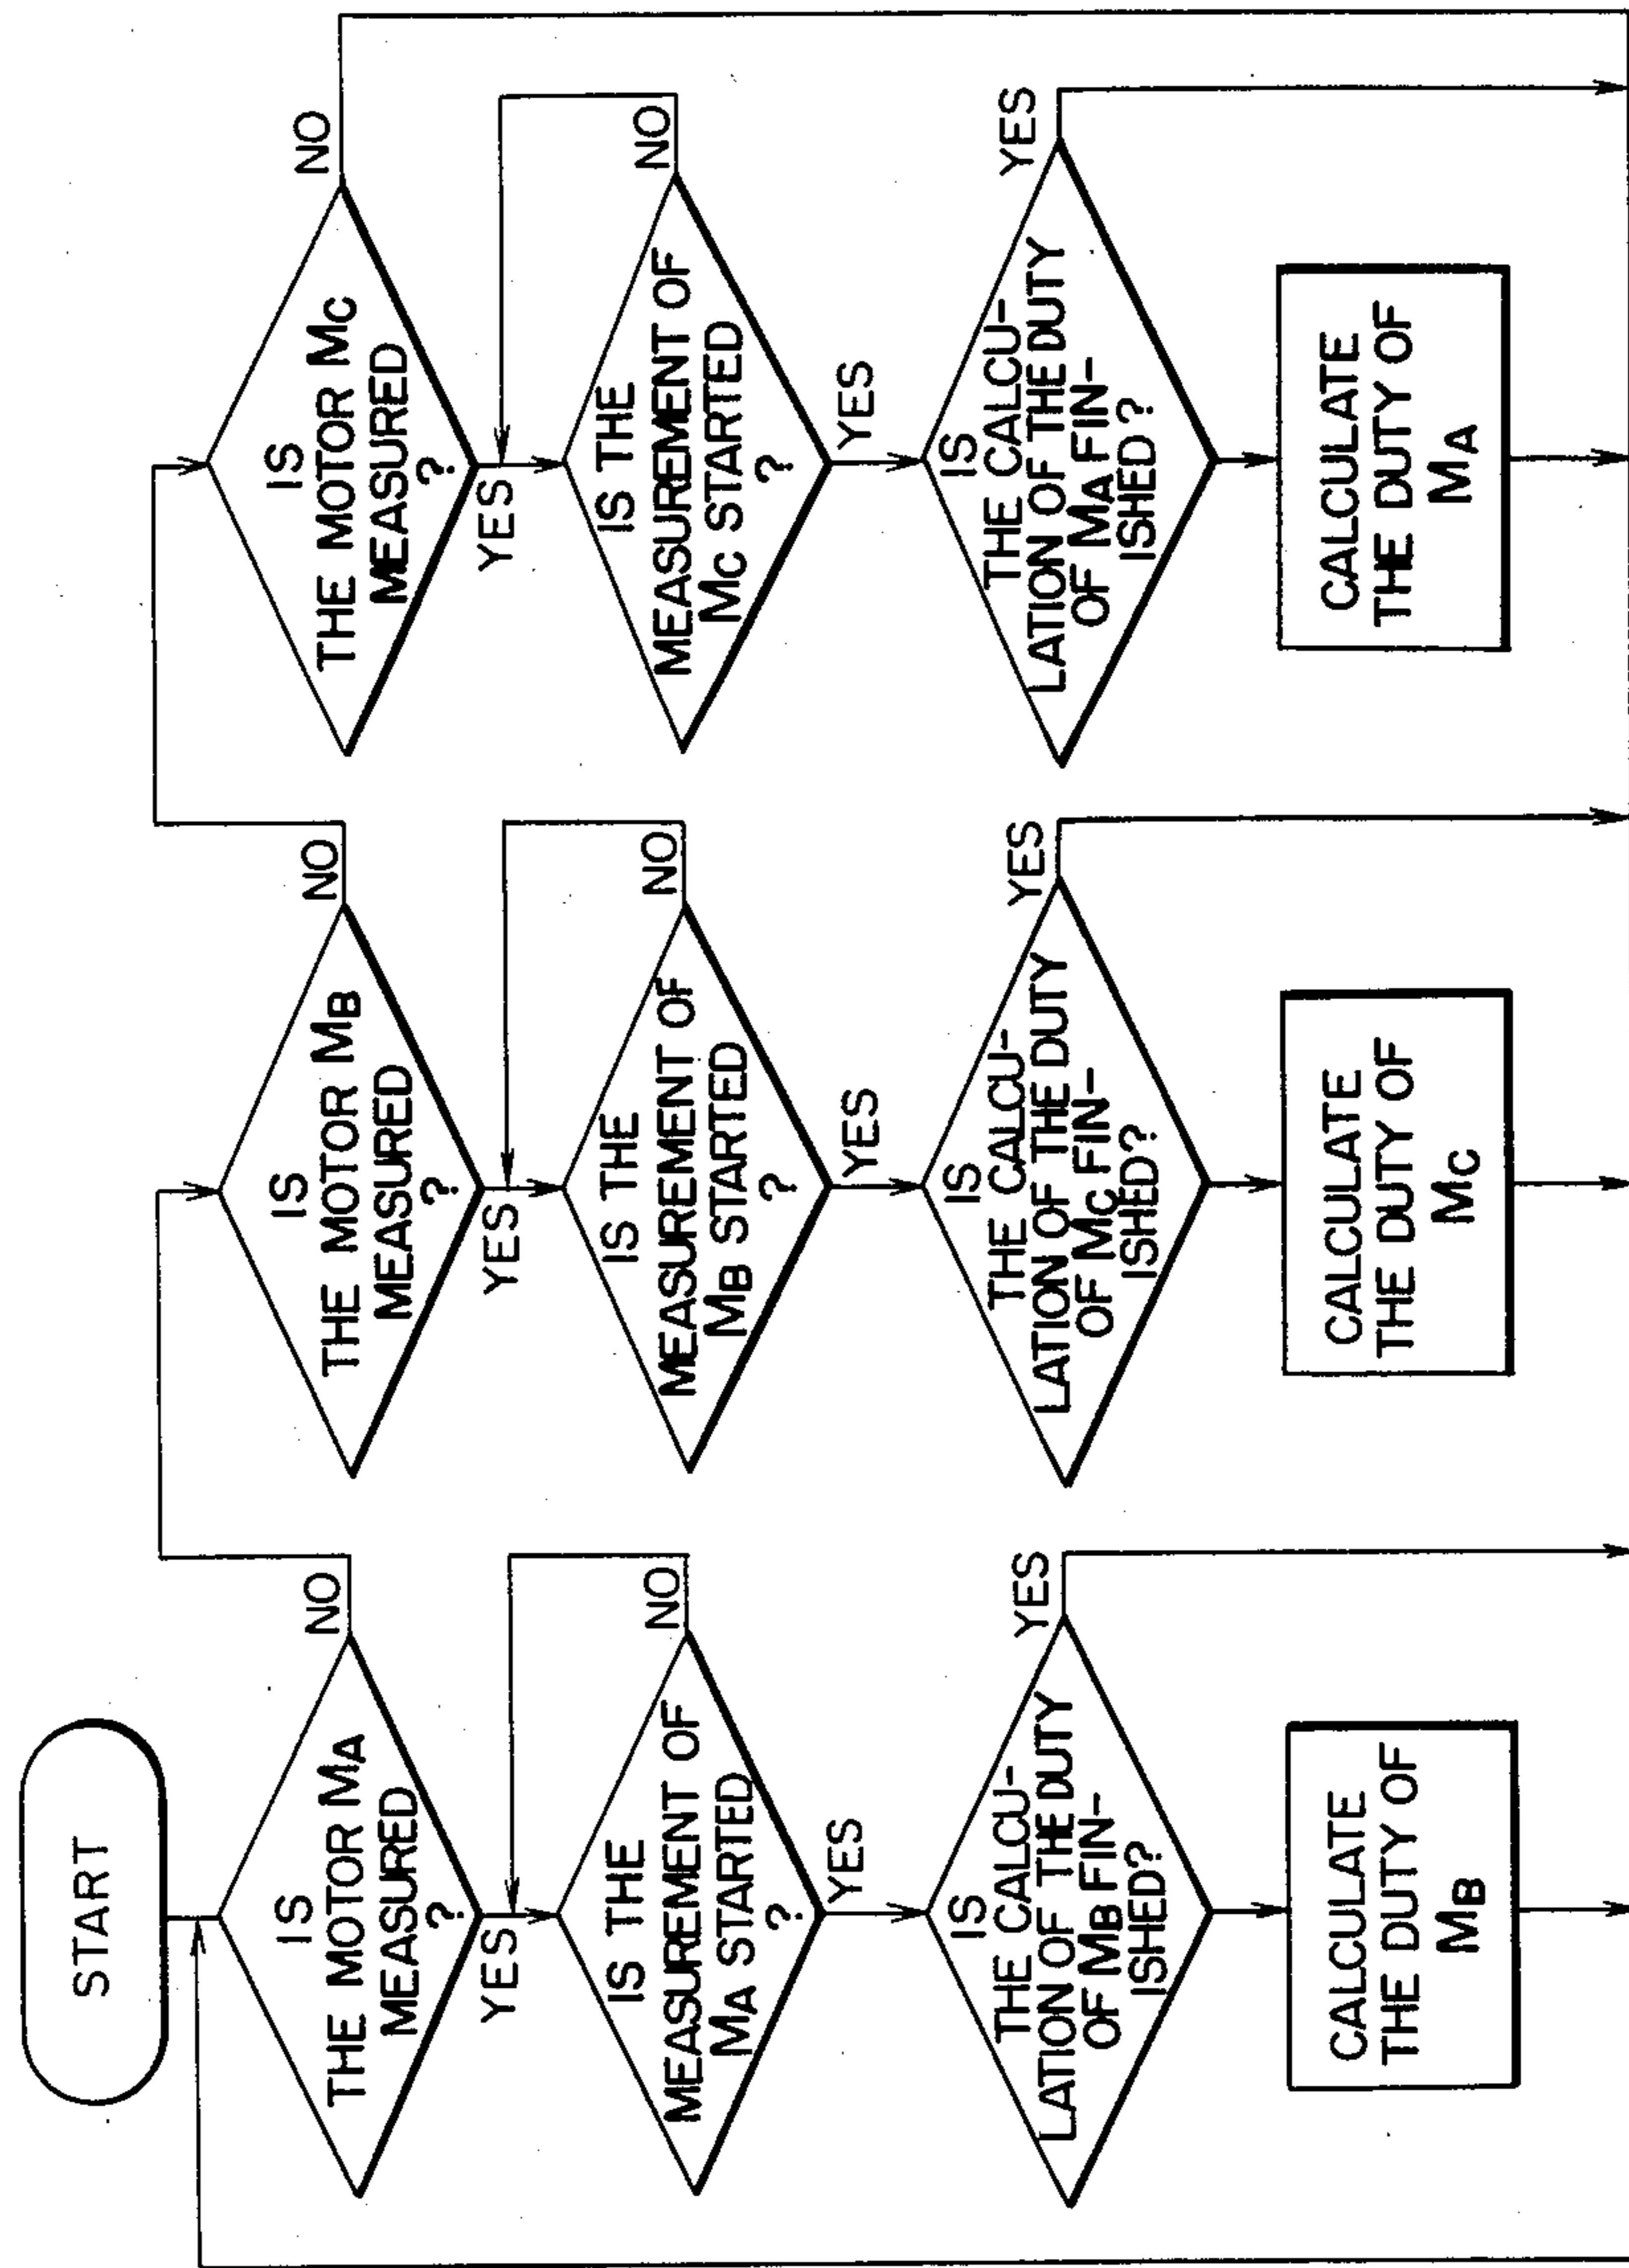 START
IS
THE MOTOR MA
MEASURED
?
NO
YES
IS THE
MEASUREMENT OF
MA STARTED
?
NO
YES
IS
THE CALCU-
LATION OF THE DUTY
OF MB FIN-
ISHED?
YES
CALCULATE
THE DUTY OF
MB
IS
THE MOTOR MB
MEASURED
?
NO
YES
IS THE
MEASUREMENT OF
MB STARTED
?
NO
YES
IS
THE CALCU-
LATION OF THE DUTY
OF MC FIN-
ISHED?
YES
CALCULATE
THE DUTY OF
MC
IS
THE MOTOR MC
MEASURED
?
NO
YES
IS THE
MEASUREMENT OF
MC STARTED
?
NO
YES
IS
THE CALCU-
LATION OF THE DUTY
OF MA FIN-
ISHED?
YES
CALCULATE
THE DUTY OF
MA